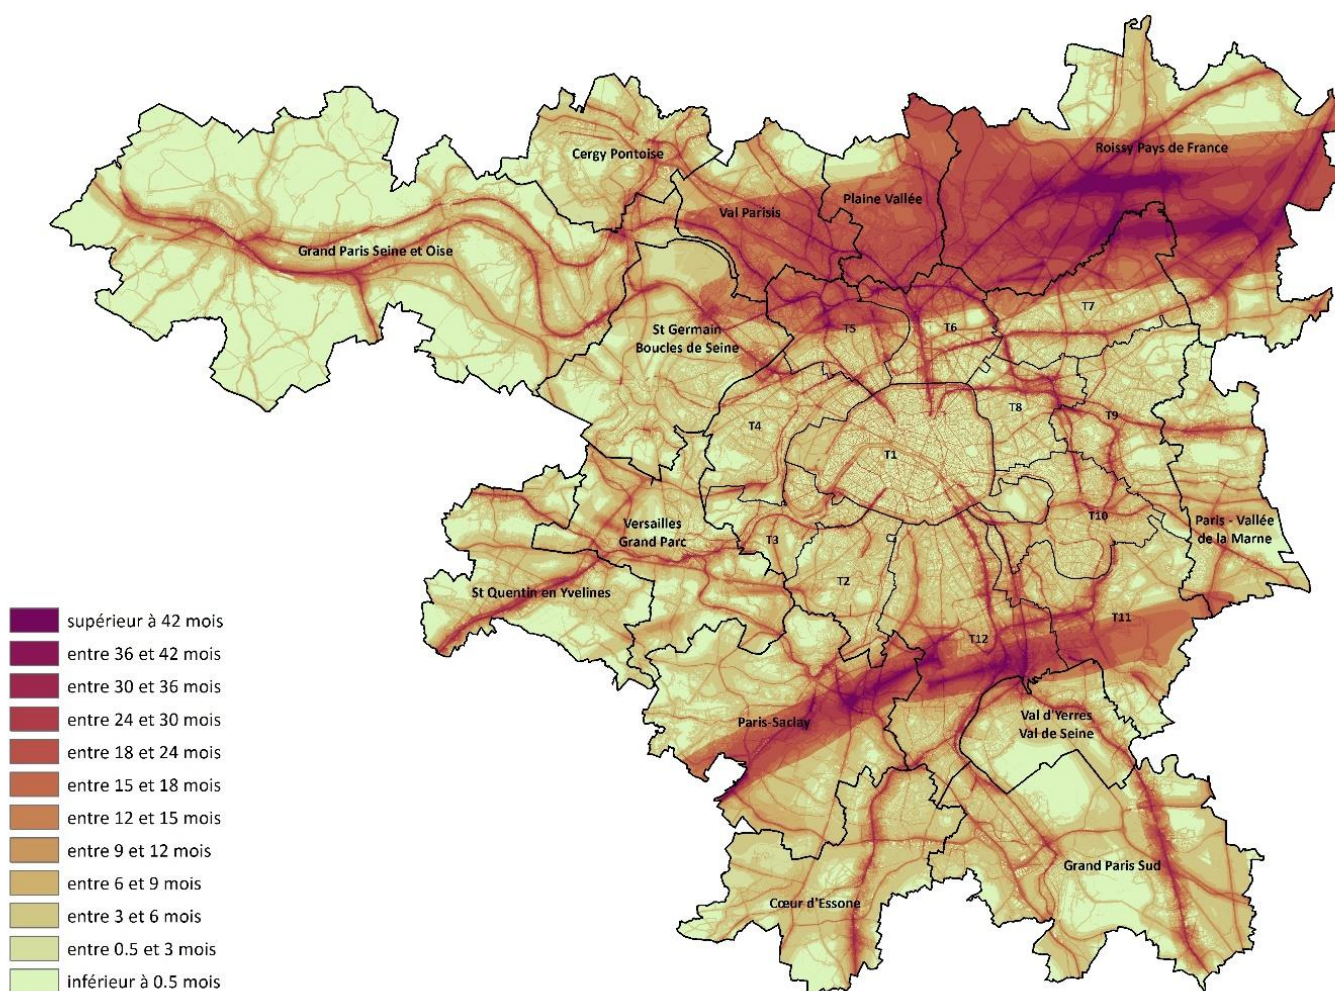 Cergy Pontoise
Roissy Pays de France
Plaine Vallée
Val Parisis
Grand Paris Seine et Oise
T7
T5
T6
St Germain
Boucles de Seine
T8
T9
T4
T1
T10
Paris - Vallée
de la Marne
Versailles
Grand Parc
T3
T2
St Quentin en Yvelines
T11
T12
Paris-Saclay
Val d'Yerres
Val de Seine
Grand Paris Sud
Cœur d'Essone
supérieur à 42 mois
entre 36 et 42 mois
entre 30 et 36 mois
entre 24 et 30 mois
entre 18 et 24 mois
entre 15 et 18 mois
entre 12 et 15 mois
entre 9 et 12 mois
entre 6 et 9 mois
entre 3 et 6 mois
entre 0.5 et 3 mois
inférieur à 0.5 mois